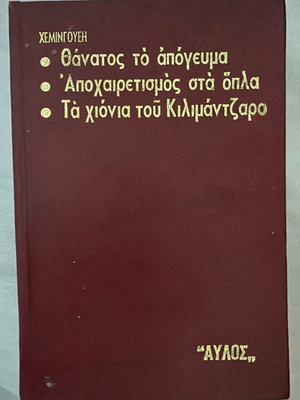 ΧΕΜΙΝΓΟΥΕΗ
• Θάνατος τὸ ἀπόγευμα
• Ἀποχαιρετισμὸς στὰ ὅπλα
• Τὰ χιόνια τοῦ Κιλιμάντζαρο
“ΑΥΛΟΣ„